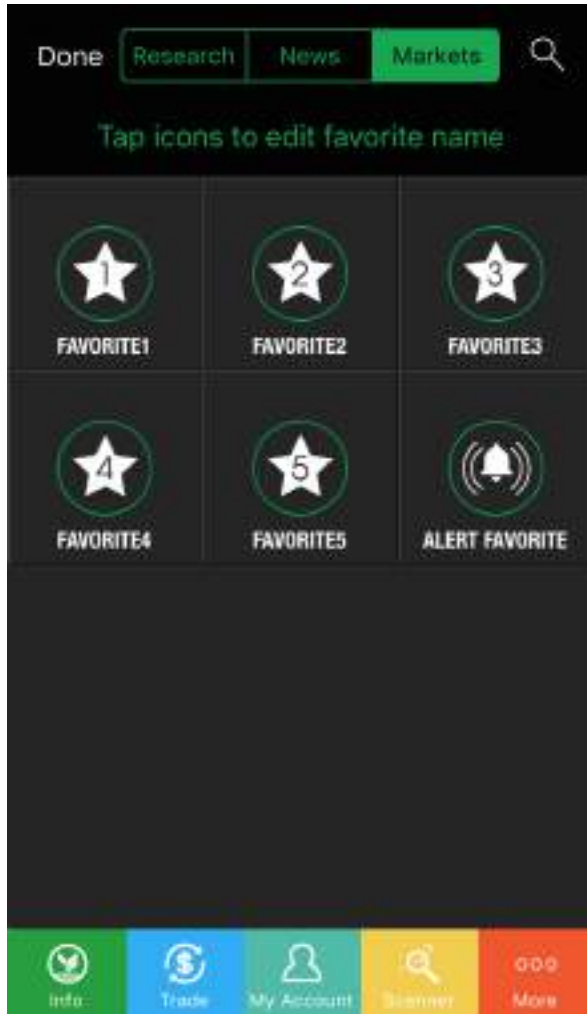 Done Research News Markets
Tap icons to edit favorite name
1 2 3
FAVORITE1 FAVORITE2 FAVORITE3
4 5
FAVORITE4 FAVORITE5 ALERT FAVORITE
Info Trade My Account Scanner More